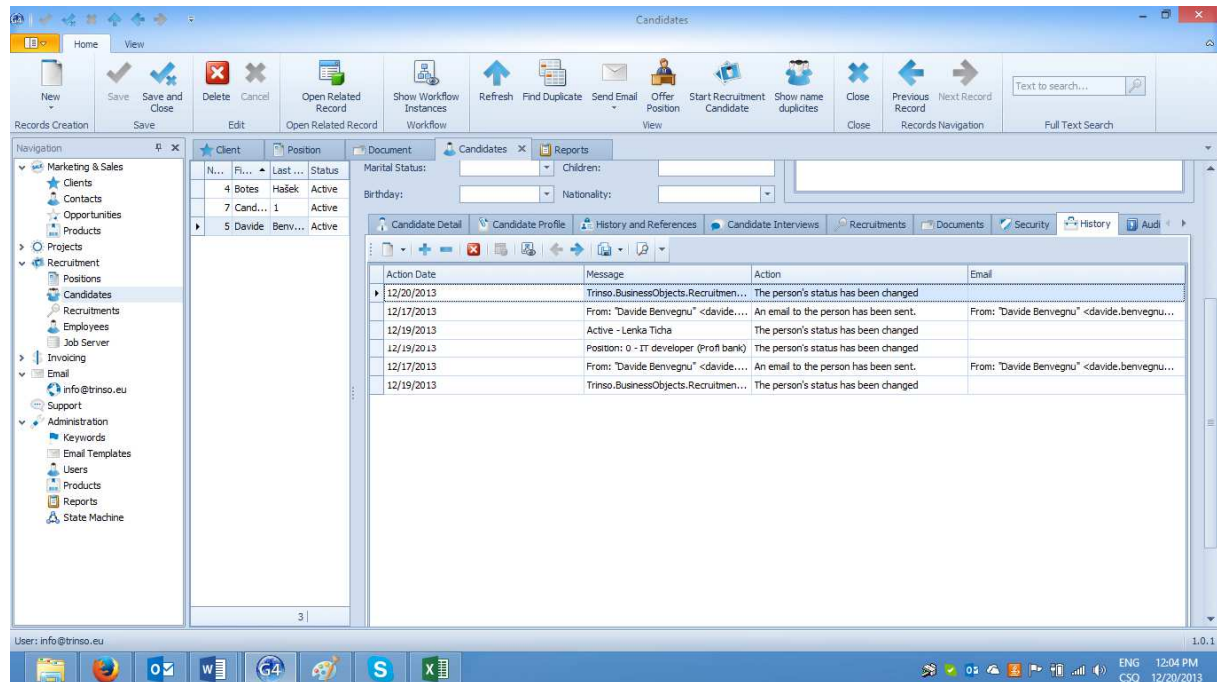 G4 Candidates
Home View
New Save Save and Close Delete Cancel Open Related Record Show Workflow Instances Refresh Find Duplicate Send Email Offer Position Start Recruitment Candidate Show name duplicites Close Previous Record Next Record Text to search...
Records Creation Save Edit Open Related Record Workflow View Close Records Navigation Full Text Search
Navigation
Marketing & Sales
Clients
Contacts
Opportunities
Products
Projects
Recruitment
Positions
Candidates
Recruitments
Employees
Job Server
Invoicing
Email
info@trinso.eu
Support
Administration
Keywords
Email Templates
Users
Products
Reports
State Machine
Client Position Document Candidates Reports
N... Fi... Last ... Status
4 Botes Hašek Active
7 Cand... 1 Active
5 Davide Benv... Active
3
Marital Status: Children:
Birthday: Nationality:
Candidate Detail Candidate Profile History and References Candidate Interviews Recruitments Documents Security History Audi
Action Date Message Action Email
12/20/2013 Trinso.BusinessObjects.Recruitmen... The person's status has been changed
12/17/2013 From: "Davide Benvegnu" <davide.... An email to the person has been sent. From: "Davide Benvegnu" <davide.benvegnu...
12/19/2013 Active - Lenka Ticha The person's status has been changed
12/19/2013 Position: 0 - IT developer (Profi bank) The person's status has been changed
12/17/2013 From: "Davide Benvegnu" <davide.... An email to the person has been sent. From: "Davide Benvegnu" <davide.benvegnu...
12/19/2013 Trinso.BusinessObjects.Recruitmen... The person's status has been changed
User: info@trinso.eu 1.0.1
G4 ENG 12:04 PM
CSQ 12/20/2013